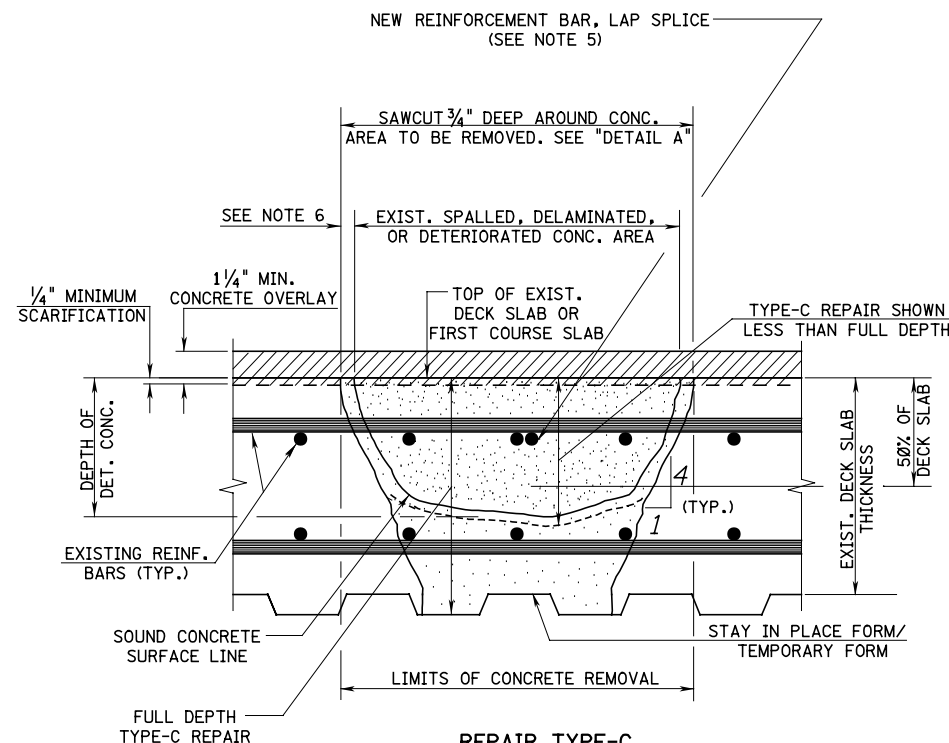 NEW REINFORCEMENT BAR, LAP SPLICE
(SEE NOTE 5)
SAWCUT 3/4" DEEP AROUND CONC.
AREA TO BE REMOVED. SEE "DETAIL A"
SEE NOTE 6
EXIST. SPALLED, DELAMINATED,
OR DETERIORATED CONC. AREA
1 1/4" MIN.
CONCRETE OVERLAY
1/4" MINIMUM
SCARIFICATION
TOP OF EXIST.
DECK SLAB OR
FIRST COURSE SLAB
TYPE-C REPAIR SHOWN
LESS THAN FULL DEPTH
DEPTH OF
DET. CONC.
4
1
(TYP.)
EXIST. DECK SLAB
THICKNESS
50% OF
DECK SLAB
EXISTING REINF.
BARS (TYP.)
SOUND CONCRETE
SURFACE LINE
STAY IN PLACE FORM/
TEMPORARY FORM
LIMITS OF CONCRETE REMOVAL
FULL DEPTH
TYPE-C REPAIR
REPAIR TYPE-C